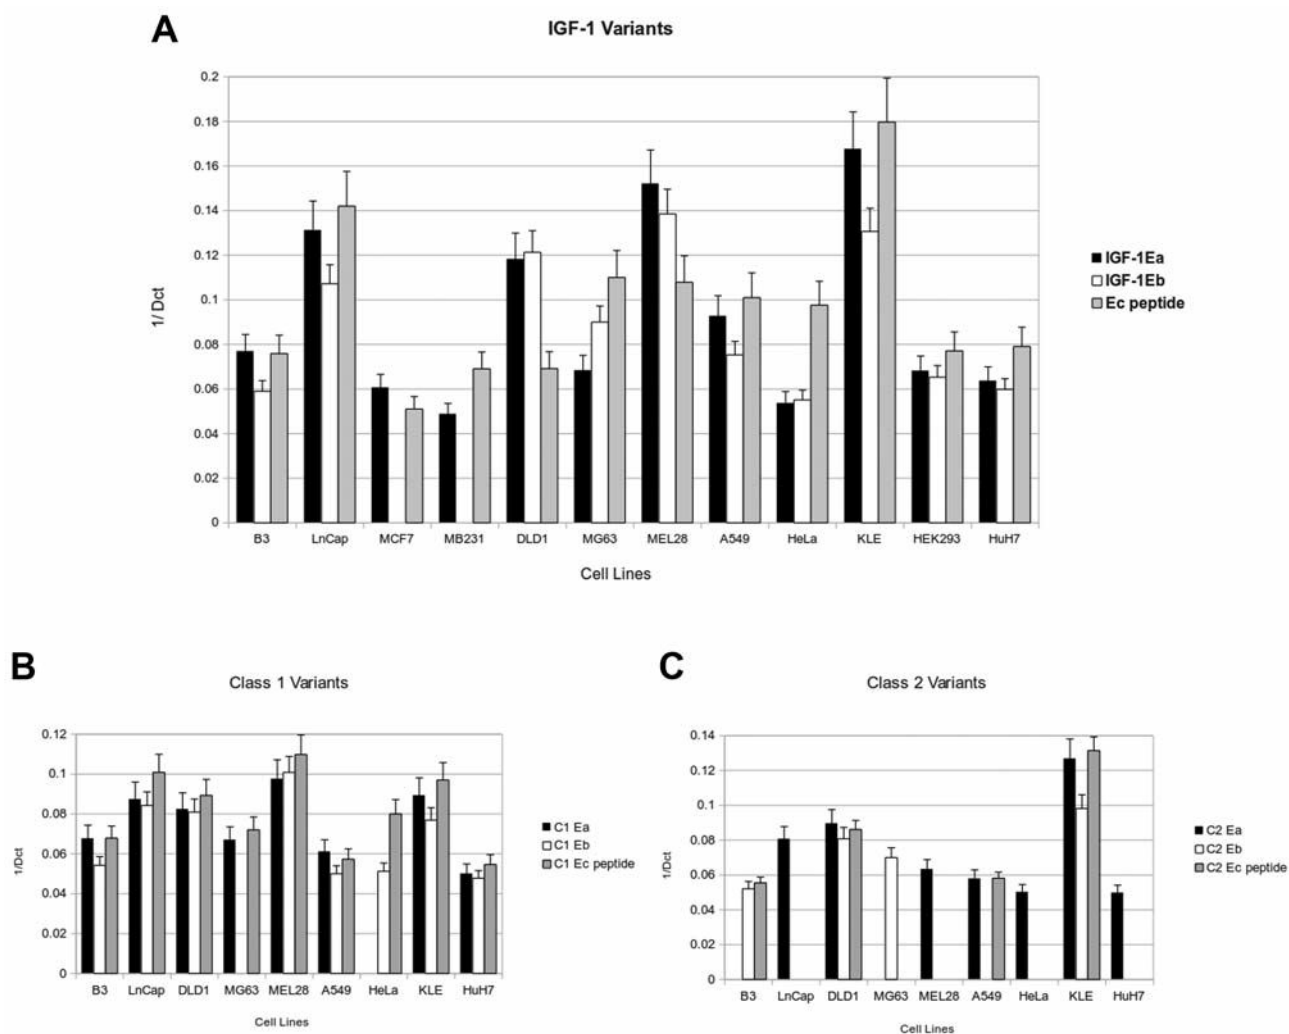 A
IGF-1 Variants
0.2
0.18
0.16
0.14
0.12
0.1
0.08
0.06
0.04
0.02
0
1/ Dct
B3 LnCap MCF7 MB231 DLD1 MG63 MEL28 A549 HeLa KLE HEK293 HuH7
Cell Lines
IGF-1Ea
IGF-1Eb
Ec peptide
B
Class 1 Variants
0.12
0.1
0.08
0.06
0.04
0.02
0
1/Dct
B3 LnCap DLD1 MG63 MEL28 A549 HeLa KLE HuH7
Cell Lines
C1 Ea
C1 Eb
C1 Ec peptide
C
Class 2 Variants
0.14
0.12
0.1
0.08
0.06
0.04
0.02
0
1/Dct
B3 LnCap DLD1 MG63 MEL28 A549 HeLa KLE HuH7
Cell Lines
C2 Ea
C2 Eb
C2 Ec peptide